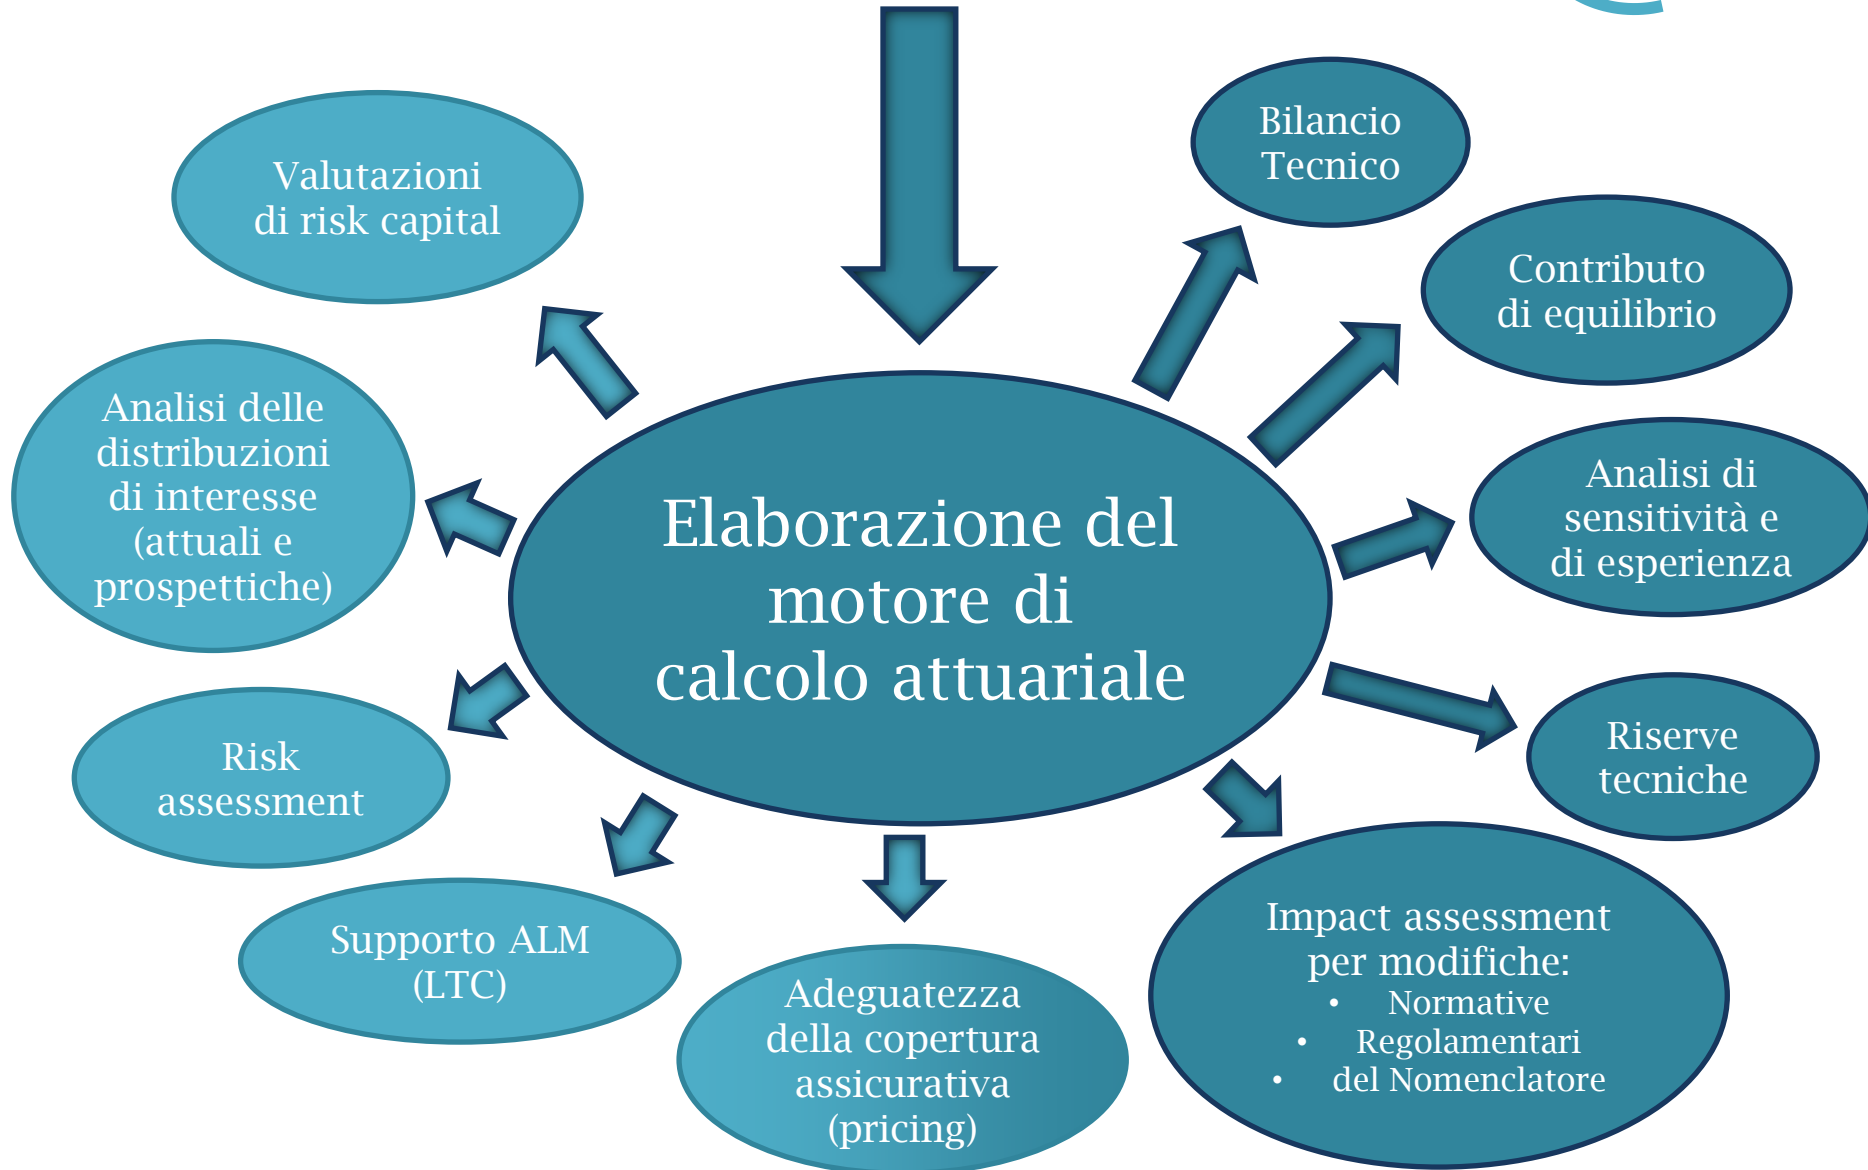 Bilancio
Tecnico
Valutazioni
di risk capital
Contributo
di equilibrio
Analisi delle
distribuzioni
di interesse
(attuali e
prospettiche)
Elaborazione del
motore di
calcolo attuariale
Analisi di
sensitività e
di esperienza
Risk
assessment
Riserve
tecniche
Supporto ALM
(LTC)
Adeguatezza
della copertura
assicurativa
(pricing)
Impact assessment
per modifiche:
• Normative
• Regolamentari
• del Nomenclatore